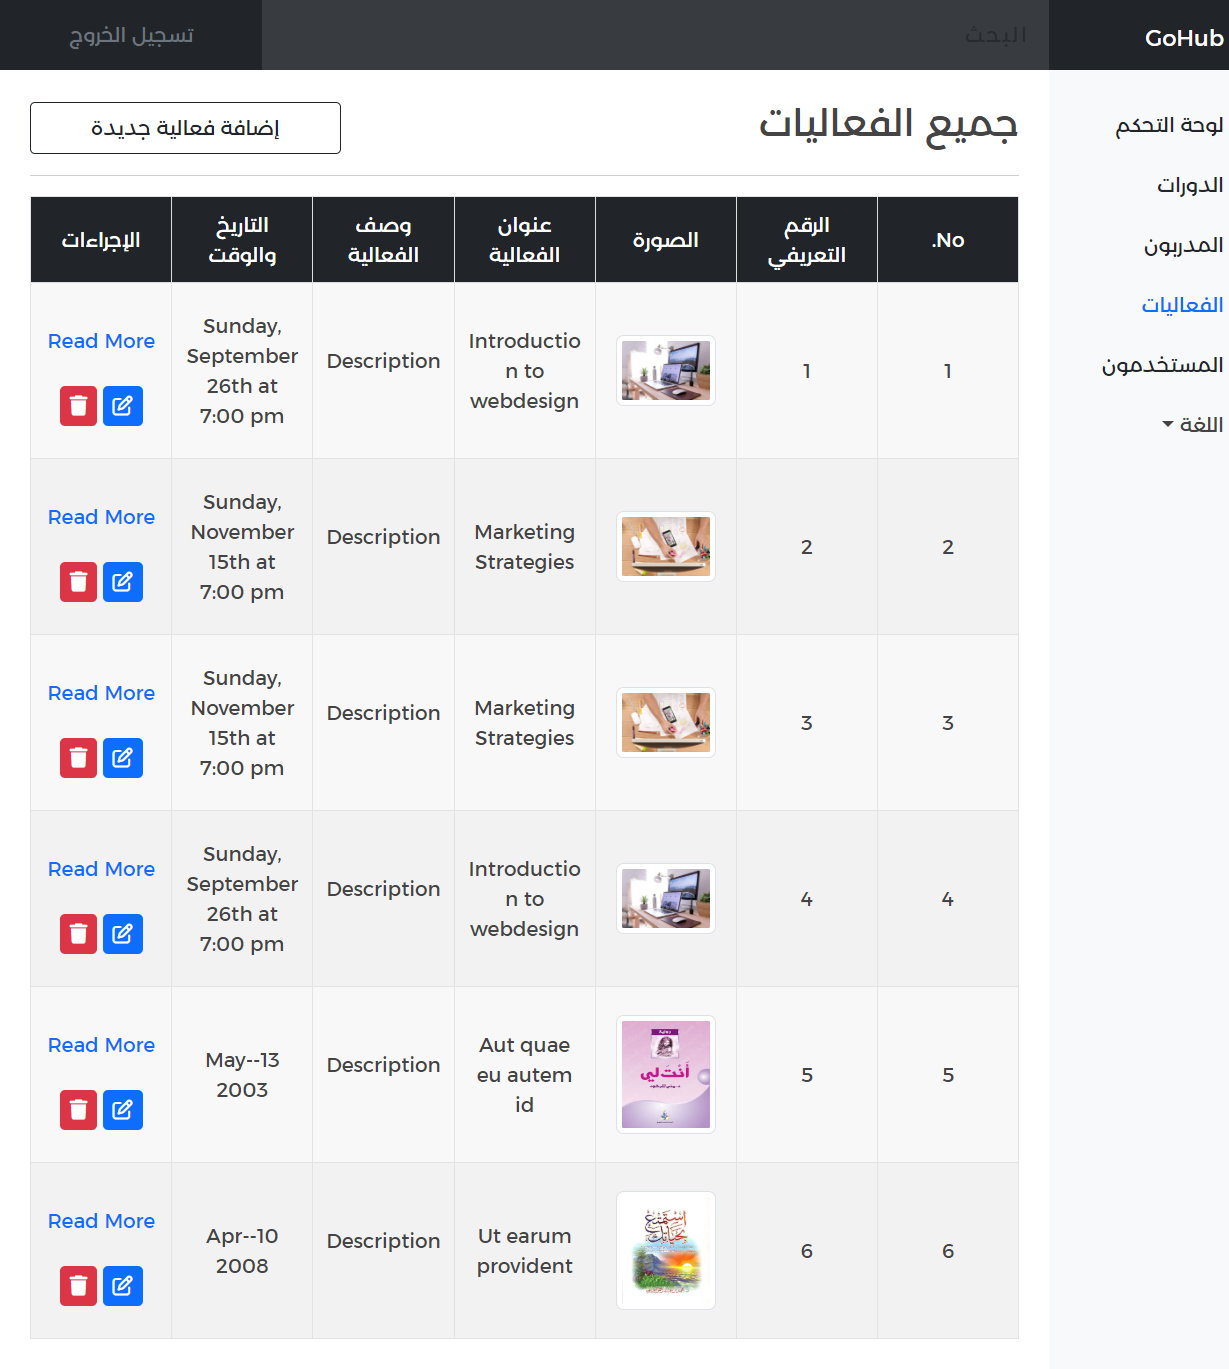 GoHub
البحث
تسجيل الخروج
لوحة التحكم
الدورات
المدربون
الفعاليات
المستخدمون
اللغة
جميع الفعاليات
إضافة فعالية جديدة
No.
الرقم
التعريفي
الصورة
عنوان
الفعالية
وصف
الفعالية
التاريخ
والوقت
الإجراءات
1
1
Introductio
n to
webdesign
Description
Sunday,
September
26th at
7:00 pm
Read More
2
2
Marketing
Strategies
Description
Sunday,
November
15th at
7:00 pm
Read More
3
3
Marketing
Strategies
Description
Sunday,
November
15th at
7:00 pm
Read More
4
4
Introductio
n to
webdesign
Description
Sunday,
September
26th at
7:00 pm
Read More
5
5
رواية
أنت لي
Aut quae
eu autem
id
Description
May--13
2003
Read More
6
6
استمتع
بحياتك
Ut earum
provident
Description
Apr--10
2008
Read More